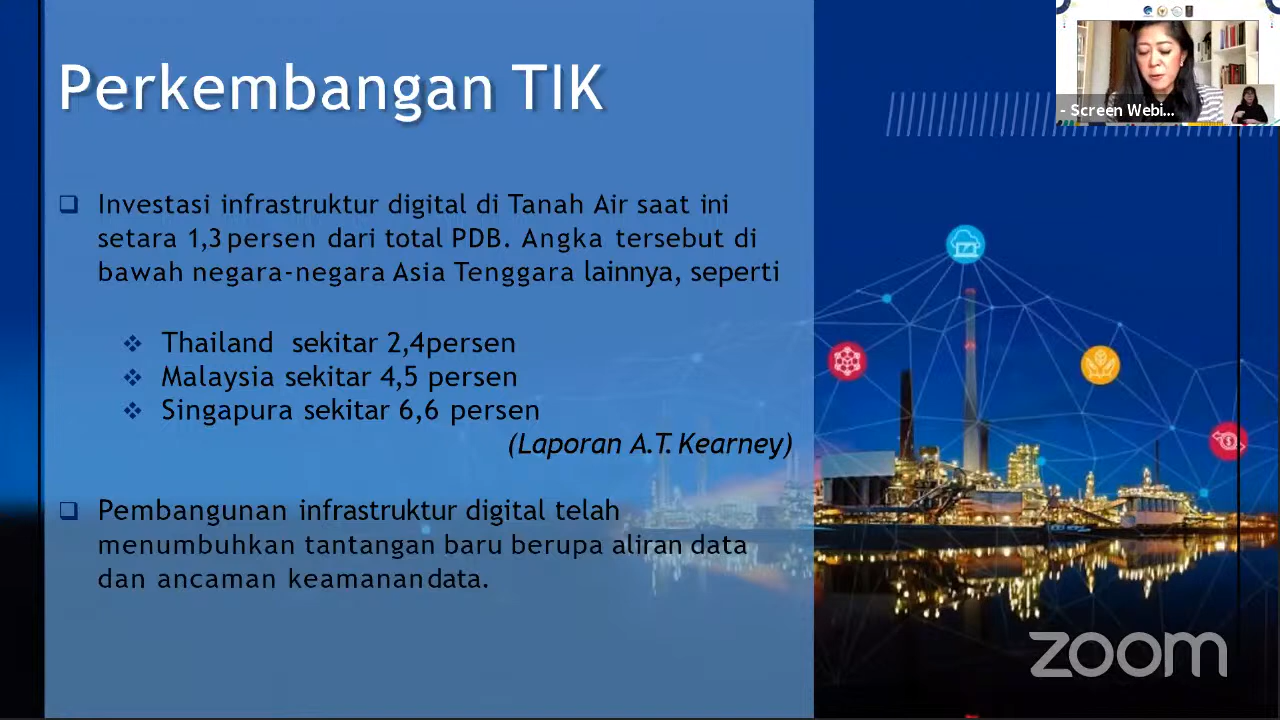 Perkembangan TIK
- Screen Webi...
Investasi infrastruktur digital di Tanah Air saat ini
setara 1,3 persen dari total PDB. Angka tersebut di
bawah negara-negara Asia Tenggara lainnya, seperti
Thailand sekitar 2,4persen
Malaysia sekitar 4,5 persen
Singapura sekitar 6,6 persen
(Laporan A.T. Kearney)
Pembangunan infrastruktur digital telah
menumbuhkan tantangan baru berupa aliran data
dan ancaman keamanan data.
zoom